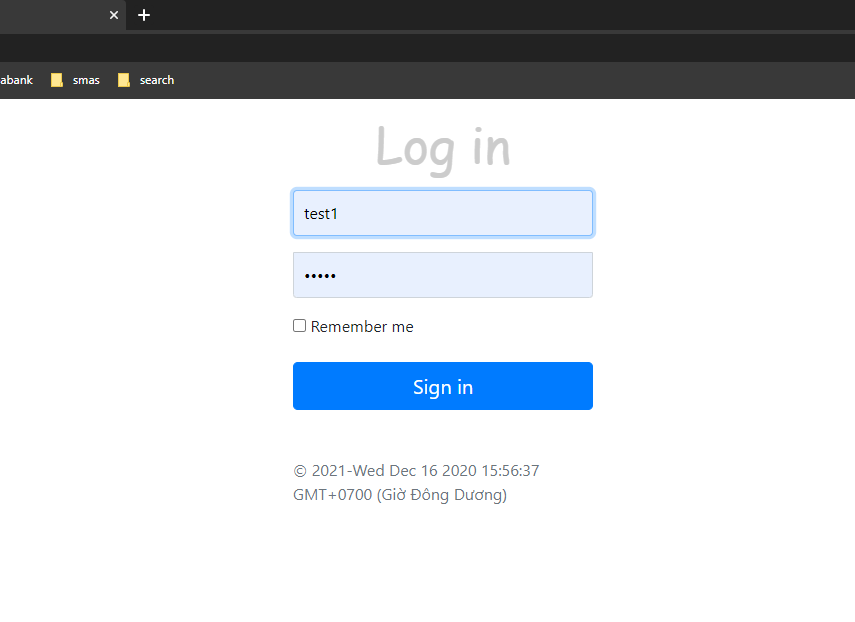 abank smas search
Log in
test1
•••••
Remember me
Sign in
© 2021-Wed Dec 16 2020 15:56:37
GMT+0700 (Giờ Đông Dương)